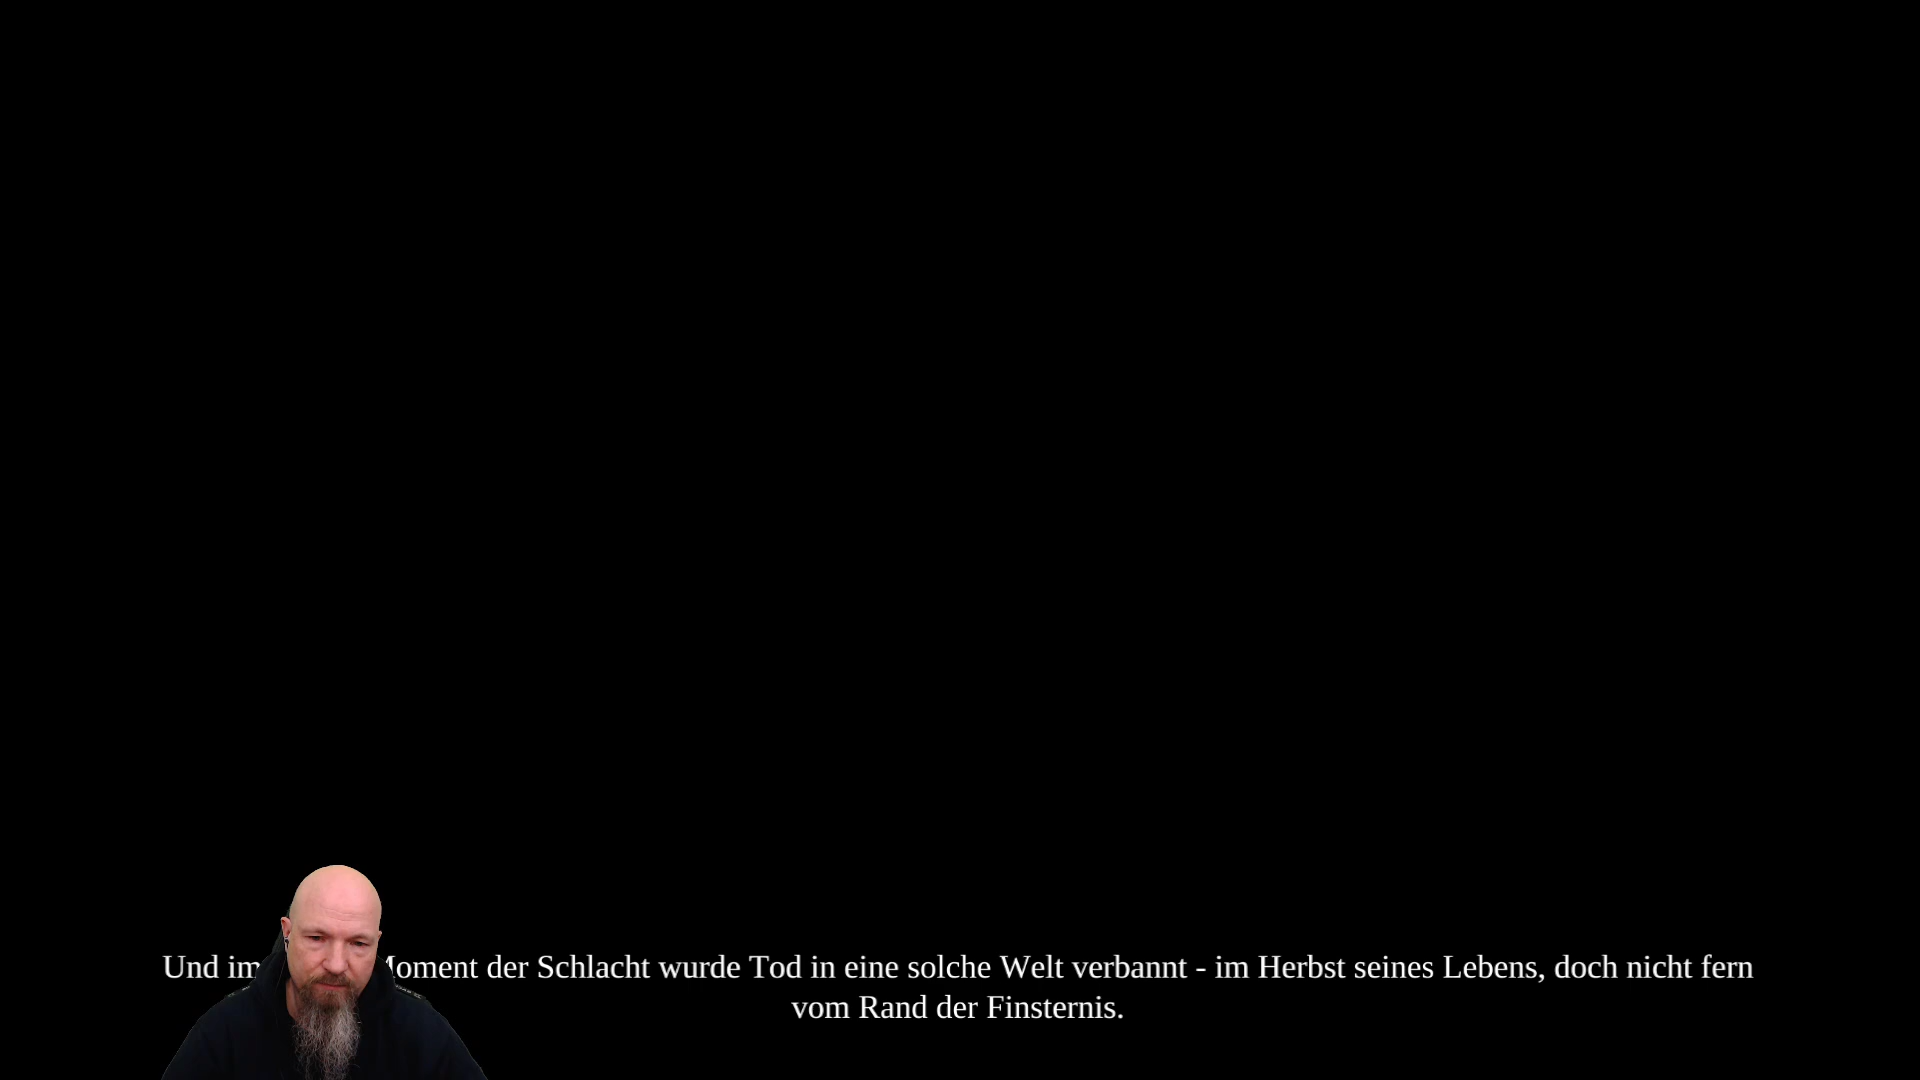 Und im Moment der Schlacht wurde Tod in eine solche Welt verbannt - im Herbst seines Lebens, doch nicht fern
vom Rand der Finsternis.